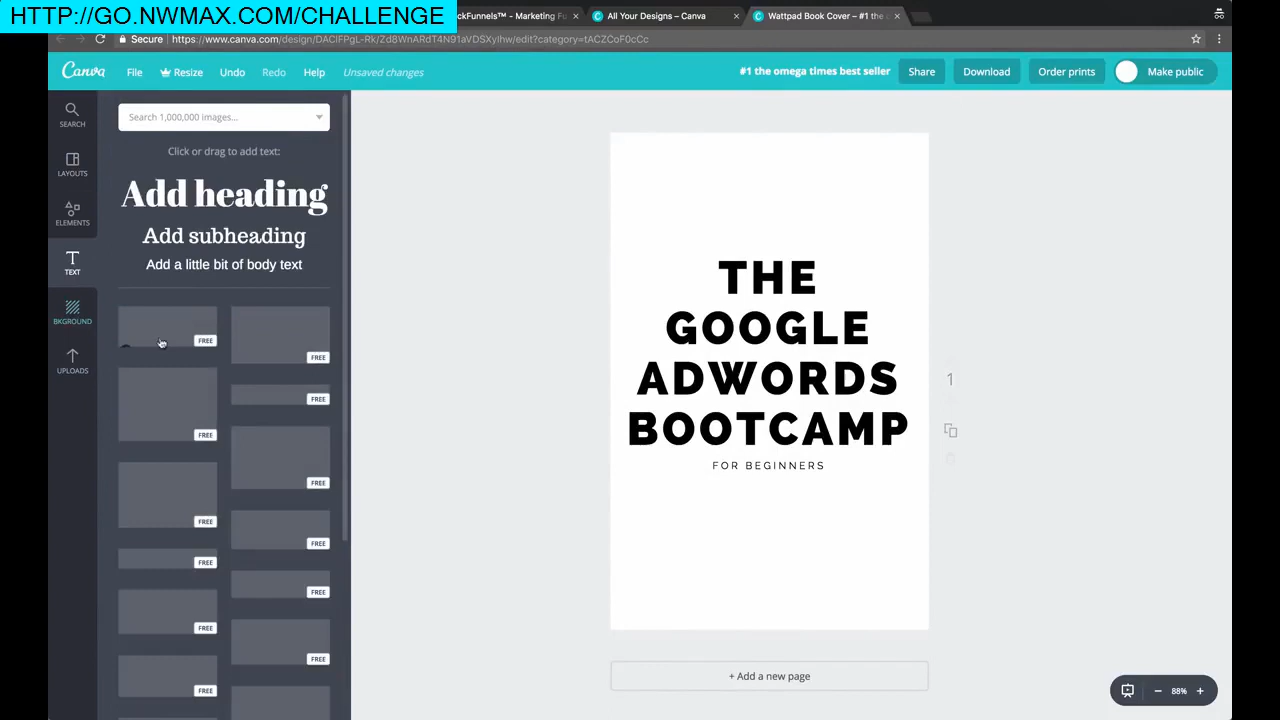 HTTP://GO.NWMAX.COM/CHALLENGE
ckFunnels™ - Marketing Fu
All Your Designs – Canva
Wattpad Book Cover – #1 the o
Secure
https://www.canva.com/design/DACIFPgL-Rk/Zd8WnARdT4N91aVDSXyIhw/edit?category=tACZCoF0cCc
Canva
File
Resize
Undo
Redo
Help
Unsaved changes
#1 the omega times best seller
Share
Download
Order prints
Make public
SEARCH
LAYOUTS
ELEMENTS
TEXT
BKGROUND
UPLOADS
Search 1,000,000 images...
Click or drag to add text:
Add heading
Add subheading
Add a little bit of body text
FREE
FREE
FREE
FREE
FREE
FREE
FREE
FREE
FREE
FREE
FREE
FREE
THE
GOOGLE
ADWORDS
BOOTCAMP
FOR BEGINNERS
1
+ Add a new page
88%